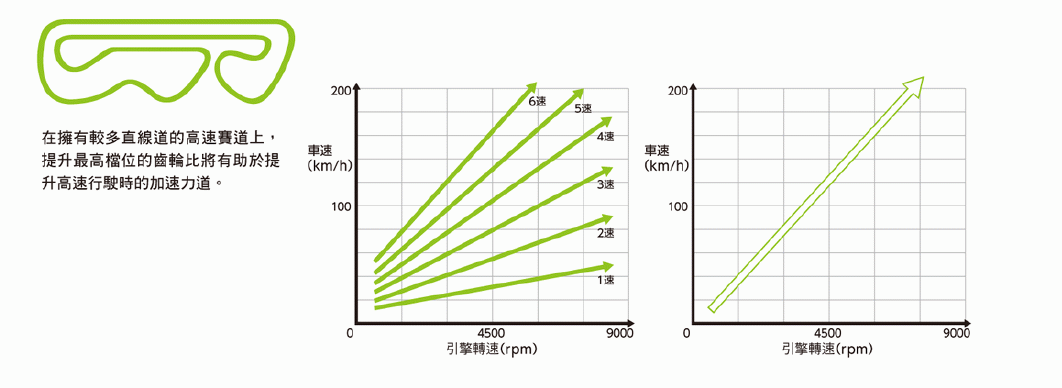 在擁有較多直線道的高速賽道上，
提升最高檔位的齒輪比將有助於提
升高速行駛時的加速力道。
車速
(km/h)
200
100
0
4500
9000
引擎轉速(rpm)
6速
5速
4速
3速
2速
1速
車速
(km/h)
200
100
0
4500
9000
引擎轉速(rpm)